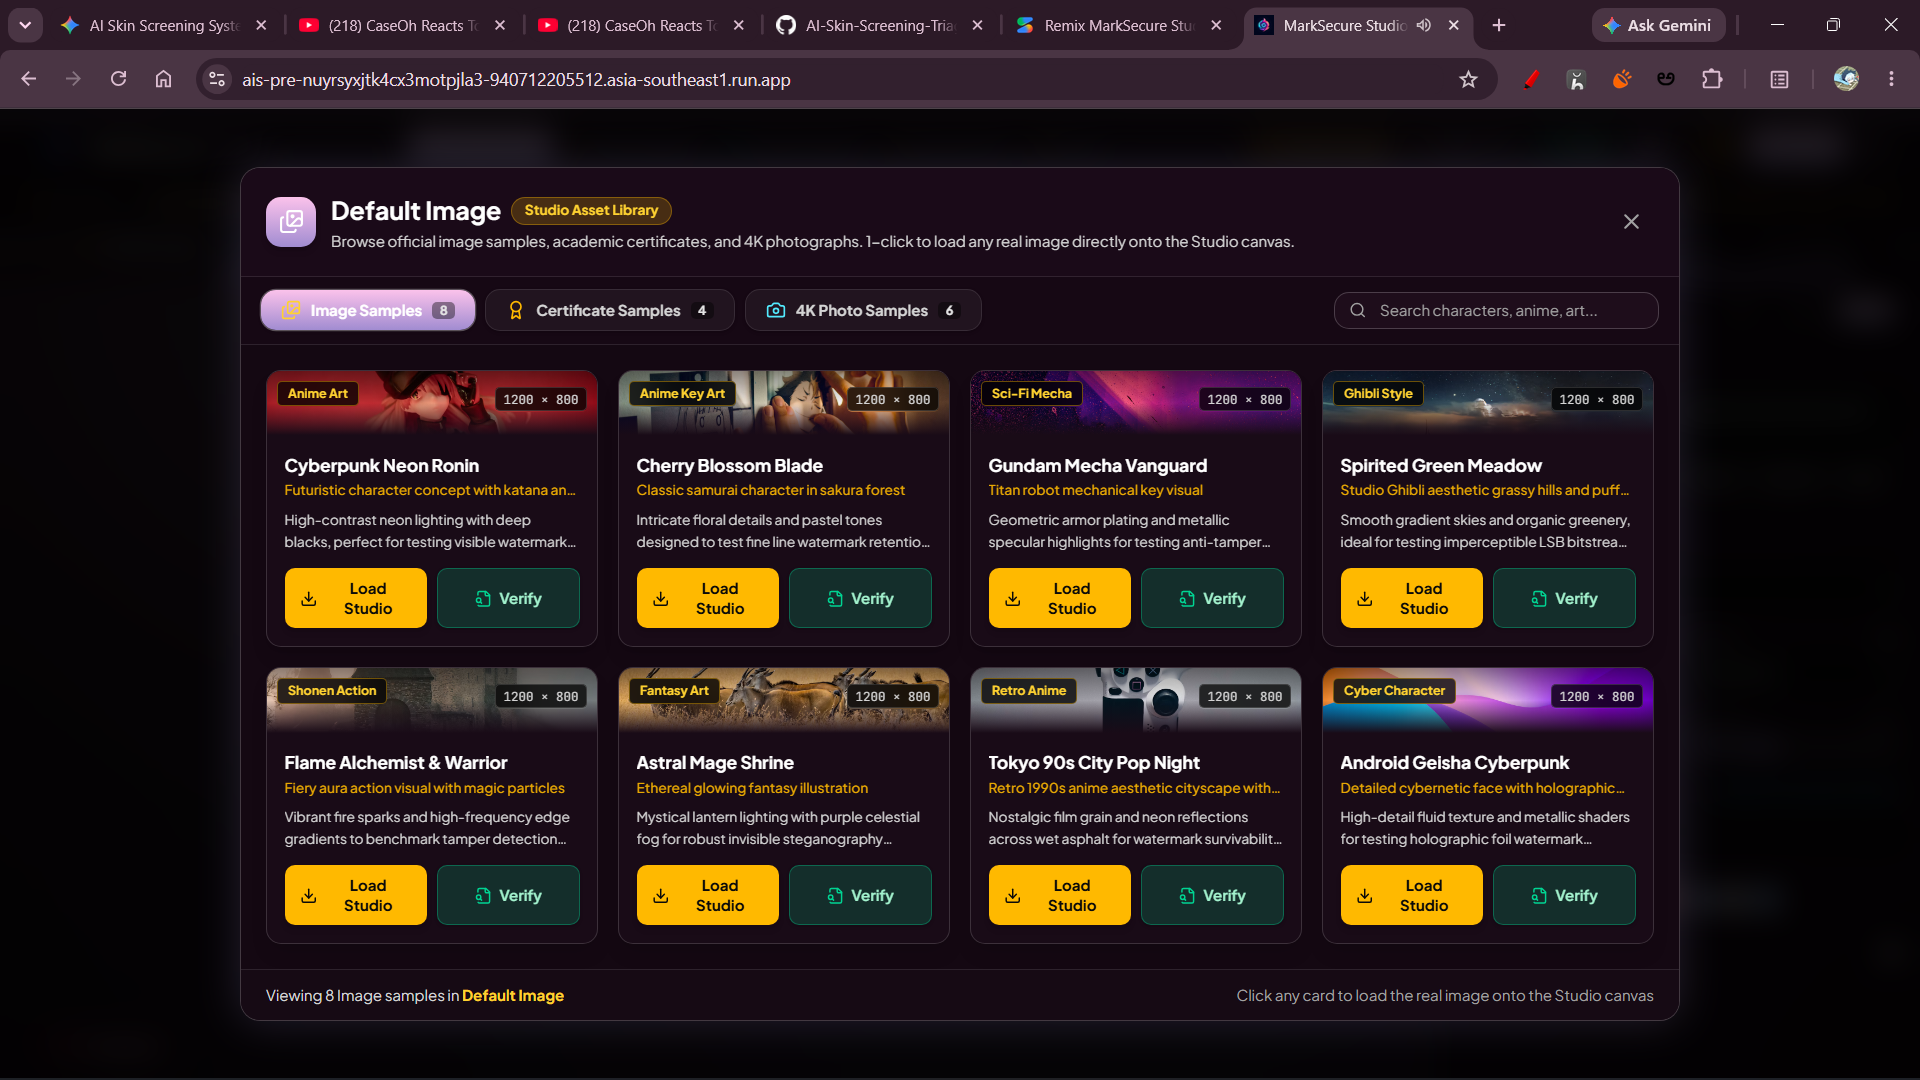 AI Skin Screening Syste
(218) CaseOh Reacts To
(218) CaseOh Reacts To
AI-Skin-Screening-Tria
Remix MarkSecure Stu
MarkSecure Studio
Ask Gemini
ais-pre-nuyrsyxjtk4cx3motpjla3-940712205512.asia-southeast1.run.app
Default Image
Studio Asset Library
Browse official image samples, academic certificates, and 4K photographs. 1-click to load any real image directly onto the Studio canvas.
Image Samples 8
Certificate Samples 4
4K Photo Samples 6
Search characters, anime, art...
Anime Art
1200 × 800
Anime Key Art
1200 × 800
Sci-Fi Mecha
1200 × 800
Ghibli Style
1200 × 800
Cyberpunk Neon Ronin
Futuristic character concept with katana an...
High-contrast neon lighting with deep
blacks, perfect for testing visible watermark...
Load
Studio
Verify
Cherry Blossom Blade
Classic samurai character in sakura forest
Intricate floral details and pastel tones
designed to test fine line watermark retentio...
Load
Studio
Verify
Gundam Mecha Vanguard
Titan robot mechanical key visual
Geometric armor plating and metallic
specular highlights for testing anti-tamper...
Load
Studio
Verify
Spirited Green Meadow
Studio Ghibli aesthetic grassy hills and puff...
Smooth gradient skies and organic greenery,
ideal for testing imperceptible LSB bitstrea...
Load
Studio
Verify
Shonen Action
1200 × 800
Fantasy Art
1200 × 800
Retro Anime
1200 × 800
Cyber Character
1200 × 800
Flame Alchemist & Warrior
Fiery aura action visual with magic particles
Vibrant fire sparks and high-frequency edge
gradients to benchmark tamper detection...
Load
Studio
Verify
Astral Mage Shrine
Ethereal glowing fantasy illustration
Mystical lantern lighting with purple celestial
fog for robust invisible steganography...
Load
Studio
Verify
Tokyo 90s City Pop Night
Retro 1990s anime aesthetic cityscape with...
Nostalgic film grain and neon reflections
across wet asphalt for watermark survivabilit...
Load
Studio
Verify
Android Geisha Cyberpunk
Detailed cybernetic face with holographic...
High-detail fluid texture and metallic shaders
for testing holographic foil watermark...
Load
Studio
Verify
Viewing 8 Image samples in Default Image
Click any card to load the real image onto the Studio canvas